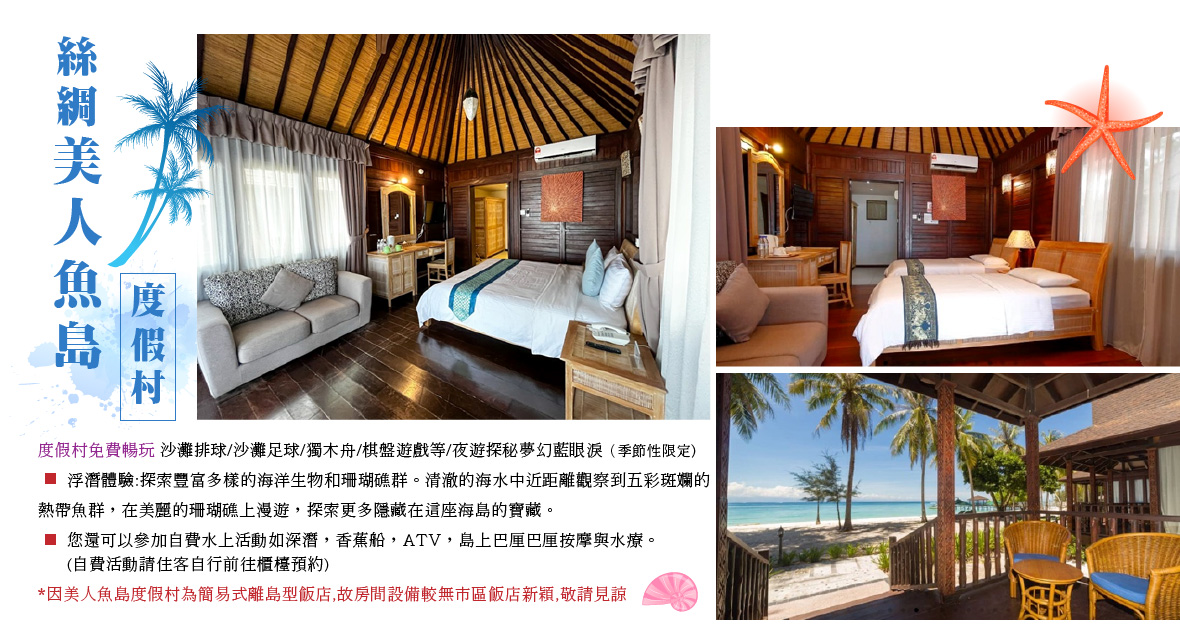 絲綢美人魚島
度假村
度假村免費暢玩 沙灘排球/沙灘足球/獨木舟/棋盤遊戲等/夜遊探秘夢幻藍眼淚（季節性限定）
■ 浮潛體驗:探索豐富多樣的海洋生物和珊瑚礁群。清澈的海水中近距離觀察到五彩斑斕的
熱帶魚群，在美麗的珊瑚礁上漫遊，探索更多隱藏在這座海島的寶藏。
■ 您還可以參加自費水上活動如深潛，香蕉船，ATV，島上巴厘巴厘按摩與水療。
(自費活動請住客自行前往櫃檯預約)
*因美人魚島度假村為簡易式離島型飯店,故房間設備較無市區飯店新穎,敬請見諒